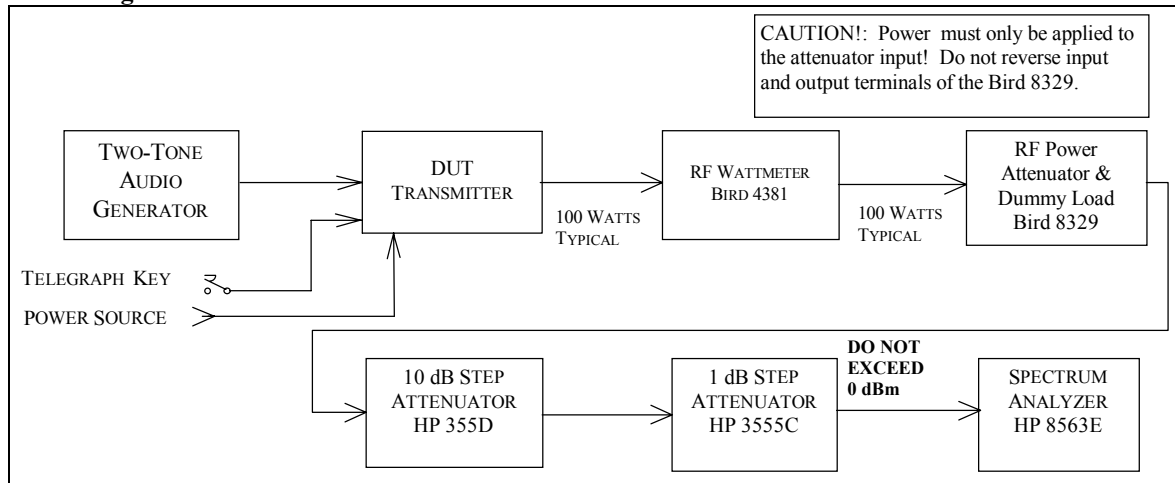 CAUTION!: Power must only be applied to
the attenuator input! Do not reverse input
and output terminals of the Bird 8329.
TWO-TONE
AUDIO
GENERATOR
DUT
TRANSMITTER
100 WATTS
TYPICAL
RF WATTMETER
BIRD 4381
100 WATTS
TYPICAL
RF Power
Attenuator &
Dummy Load
Bird 8329
TELEGRAPH KEY
POWER SOURCE
10 dB STEP
ATTENUATOR
HP 355D
1 dB STEP
ATTENUATOR
HP 3555C
DO NOT
EXCEED
0 dBm
SPECTRUM
ANALYZER
HP 8563E